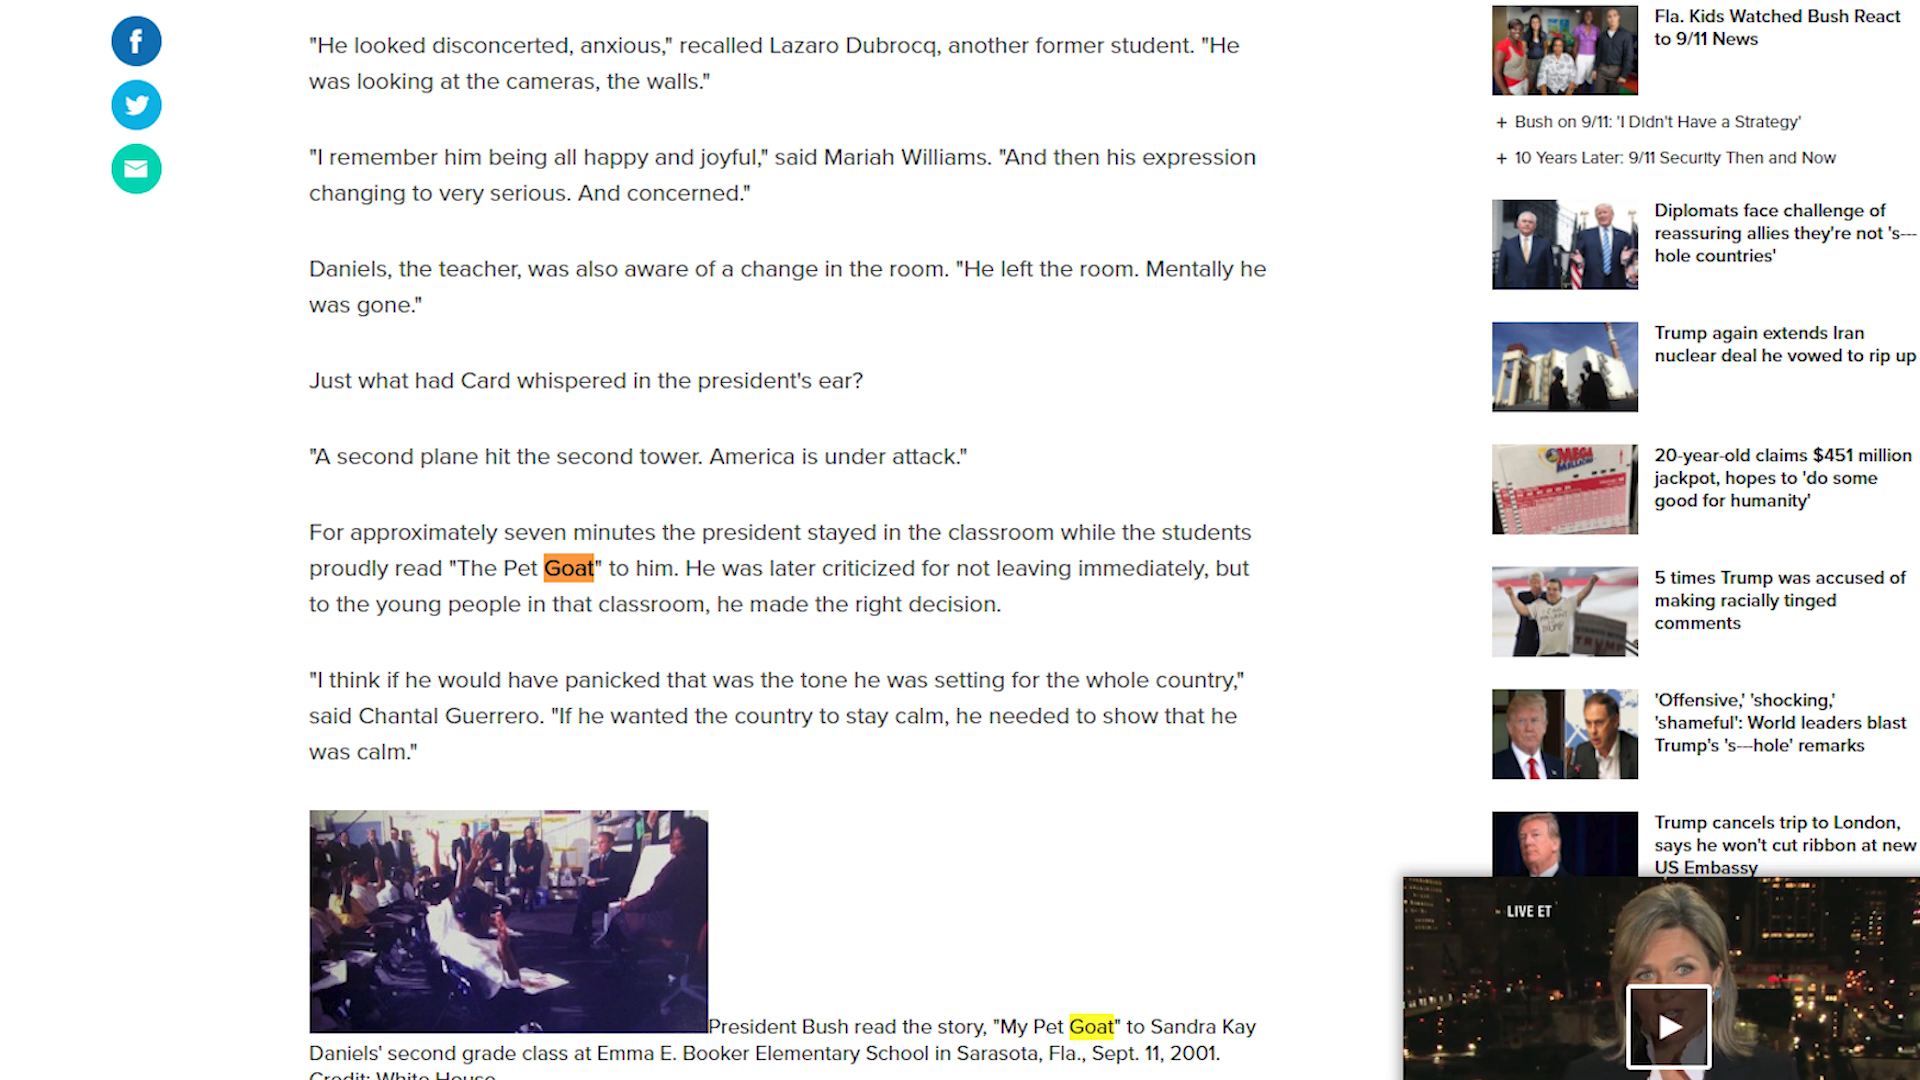 "He looked disconcerted, anxious," recalled Lazaro Dubrocq, another former student. "He
was looking at the cameras, the walls."
"I remember him being all happy and joyful," said Mariah Williams. "And then his expression
changing to very serious. And concerned."
Daniels, the teacher, was also aware of a change in the room. "He left the room. Mentally he
was gone."
Just what had Card whispered in the president's ear?
"A second plane hit the second tower. America is under attack."
For approximately seven minutes the president stayed in the classroom while the students
proudly read "The Pet Goat" to him. He was later criticized for not leaving immediately, but
to the young people in that classroom, he made the right decision.
"I think if he would have panicked that was the tone he was setting for the whole country,"
said Chantal Guerrero. "If he wanted the country to stay calm, he needed to show that he
was calm."
President Bush read the story, "My Pet Goat" to Sandra Kay
Daniels' second grade class at Emma E. Booker Elementary School in Sarasota, Fla., Sept. 11, 2001.
Credit: White House
Fla. Kids Watched Bush React
to 9/11 News
+ Bush on 9/11: 'I Didn't Have a Strategy'
+ 10 Years Later: 9/11 Security Then and Now
Diplomats face challenge of
reassuring allies they're not 's---
hole countries'
Trump again extends Iran
nuclear deal he vowed to rip up
MEGA
MILLIONS
20-year-old claims $451 million
jackpot, hopes to 'do some
good for humanity'
TRUMP
5 times Trump was accused of
making racially tinged
comments
'Offensive,' 'shocking,'
'shameful': World leaders blast
Trump's 's---hole' remarks
Trump cancels trip to London,
says he won't cut ribbon at new
US Embassy
LIVE ET